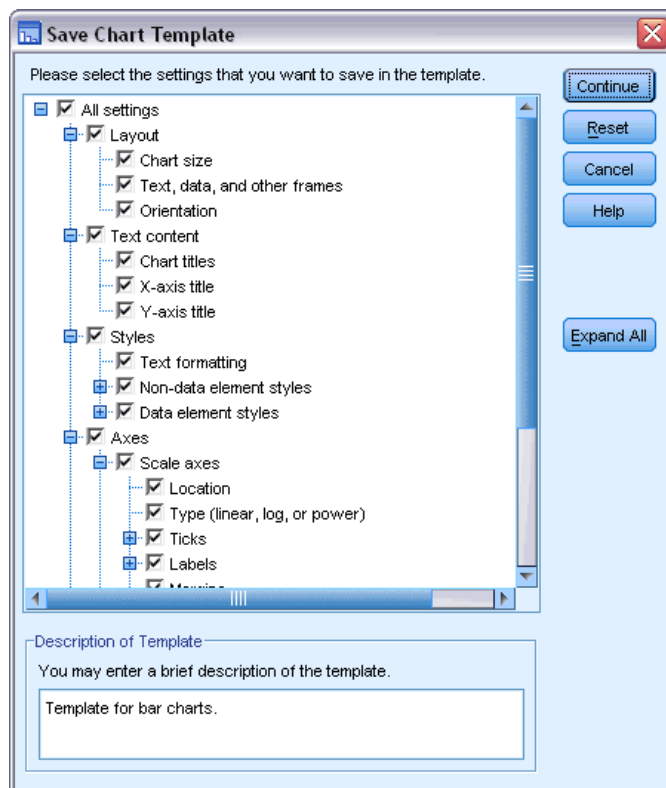 Save Chart Template
Please select the settings that you want to save in the template.
All settings
Layout
Chart size
Text, data, and other frames
Orientation
Text content
Chart titles
X-axis title
Y-axis title
Styles
Text formatting
Non-data element styles
Data element styles
Axes
Scale axes
Location
Type (linear, log, or power)
Ticks
Labels
Continue
Reset
Cancel
Help
Expand All
Description of Template
You may enter a brief description of the template.
Template for bar charts.